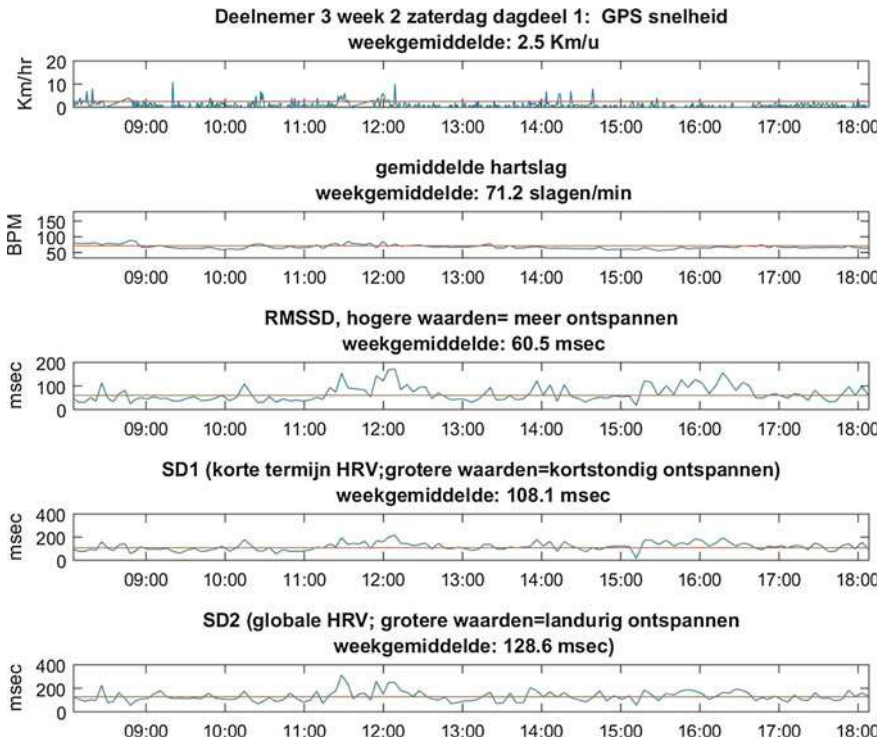 Deelnemer 3 week 2 zaterdag dagdeel 1:  GPS snelheid
weekgemiddelde: 2.5 Km/u
Km/hr
20
10
0
09:00 10:00 11:00 12:00 13:00 14:00 15:00 16:00 17:00 18:00
gemiddelde hartslag
weekgemiddelde: 71.2 slagen/min
BPM
150
100
50
09:00 10:00 11:00 12:00 13:00 14:00 15:00 16:00 17:00 18:00
RMSSD, hogere waarden= meer ontspannen
weekgemiddelde: 60.5 msec
msec
200
100
0
09:00 10:00 11:00 12:00 13:00 14:00 15:00 16:00 17:00 18:00
SD1 (korte termijn HRV;grotere waarden=kortstondig ontspannen)
weekgemiddelde: 108.1 msec
msec
400
200
0
09:00 10:00 11:00 12:00 13:00 14:00 15:00 16:00 17:00 18:00
SD2 (globale HRV; grotere waarden=landurig ontspannen
weekgemiddelde: 128.6 msec)
msec
400
200
0
09:00 10:00 11:00 12:00 13:00 14:00 15:00 16:00 17:00 18:00